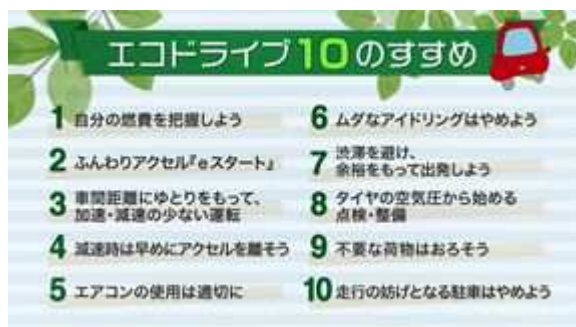 エコドライブ10のすすめ
1 自分の燃費を把握しよう
2 ふんわりアクセル『eスタート』
3 車間距離にゆとりをもって、
加速・減速の少ない運転
4 減速時は早めにアクセルを離そう
5 エアコンの使用は適切に
6 ムダなアイドリングはやめよう
7 渋滞を避け、
余裕をもって出発しよう
8 タイヤの空気圧から始める
点検・整備
9 不要な荷物はおろそう
10 走行の妨げとなる駐車はやめよう